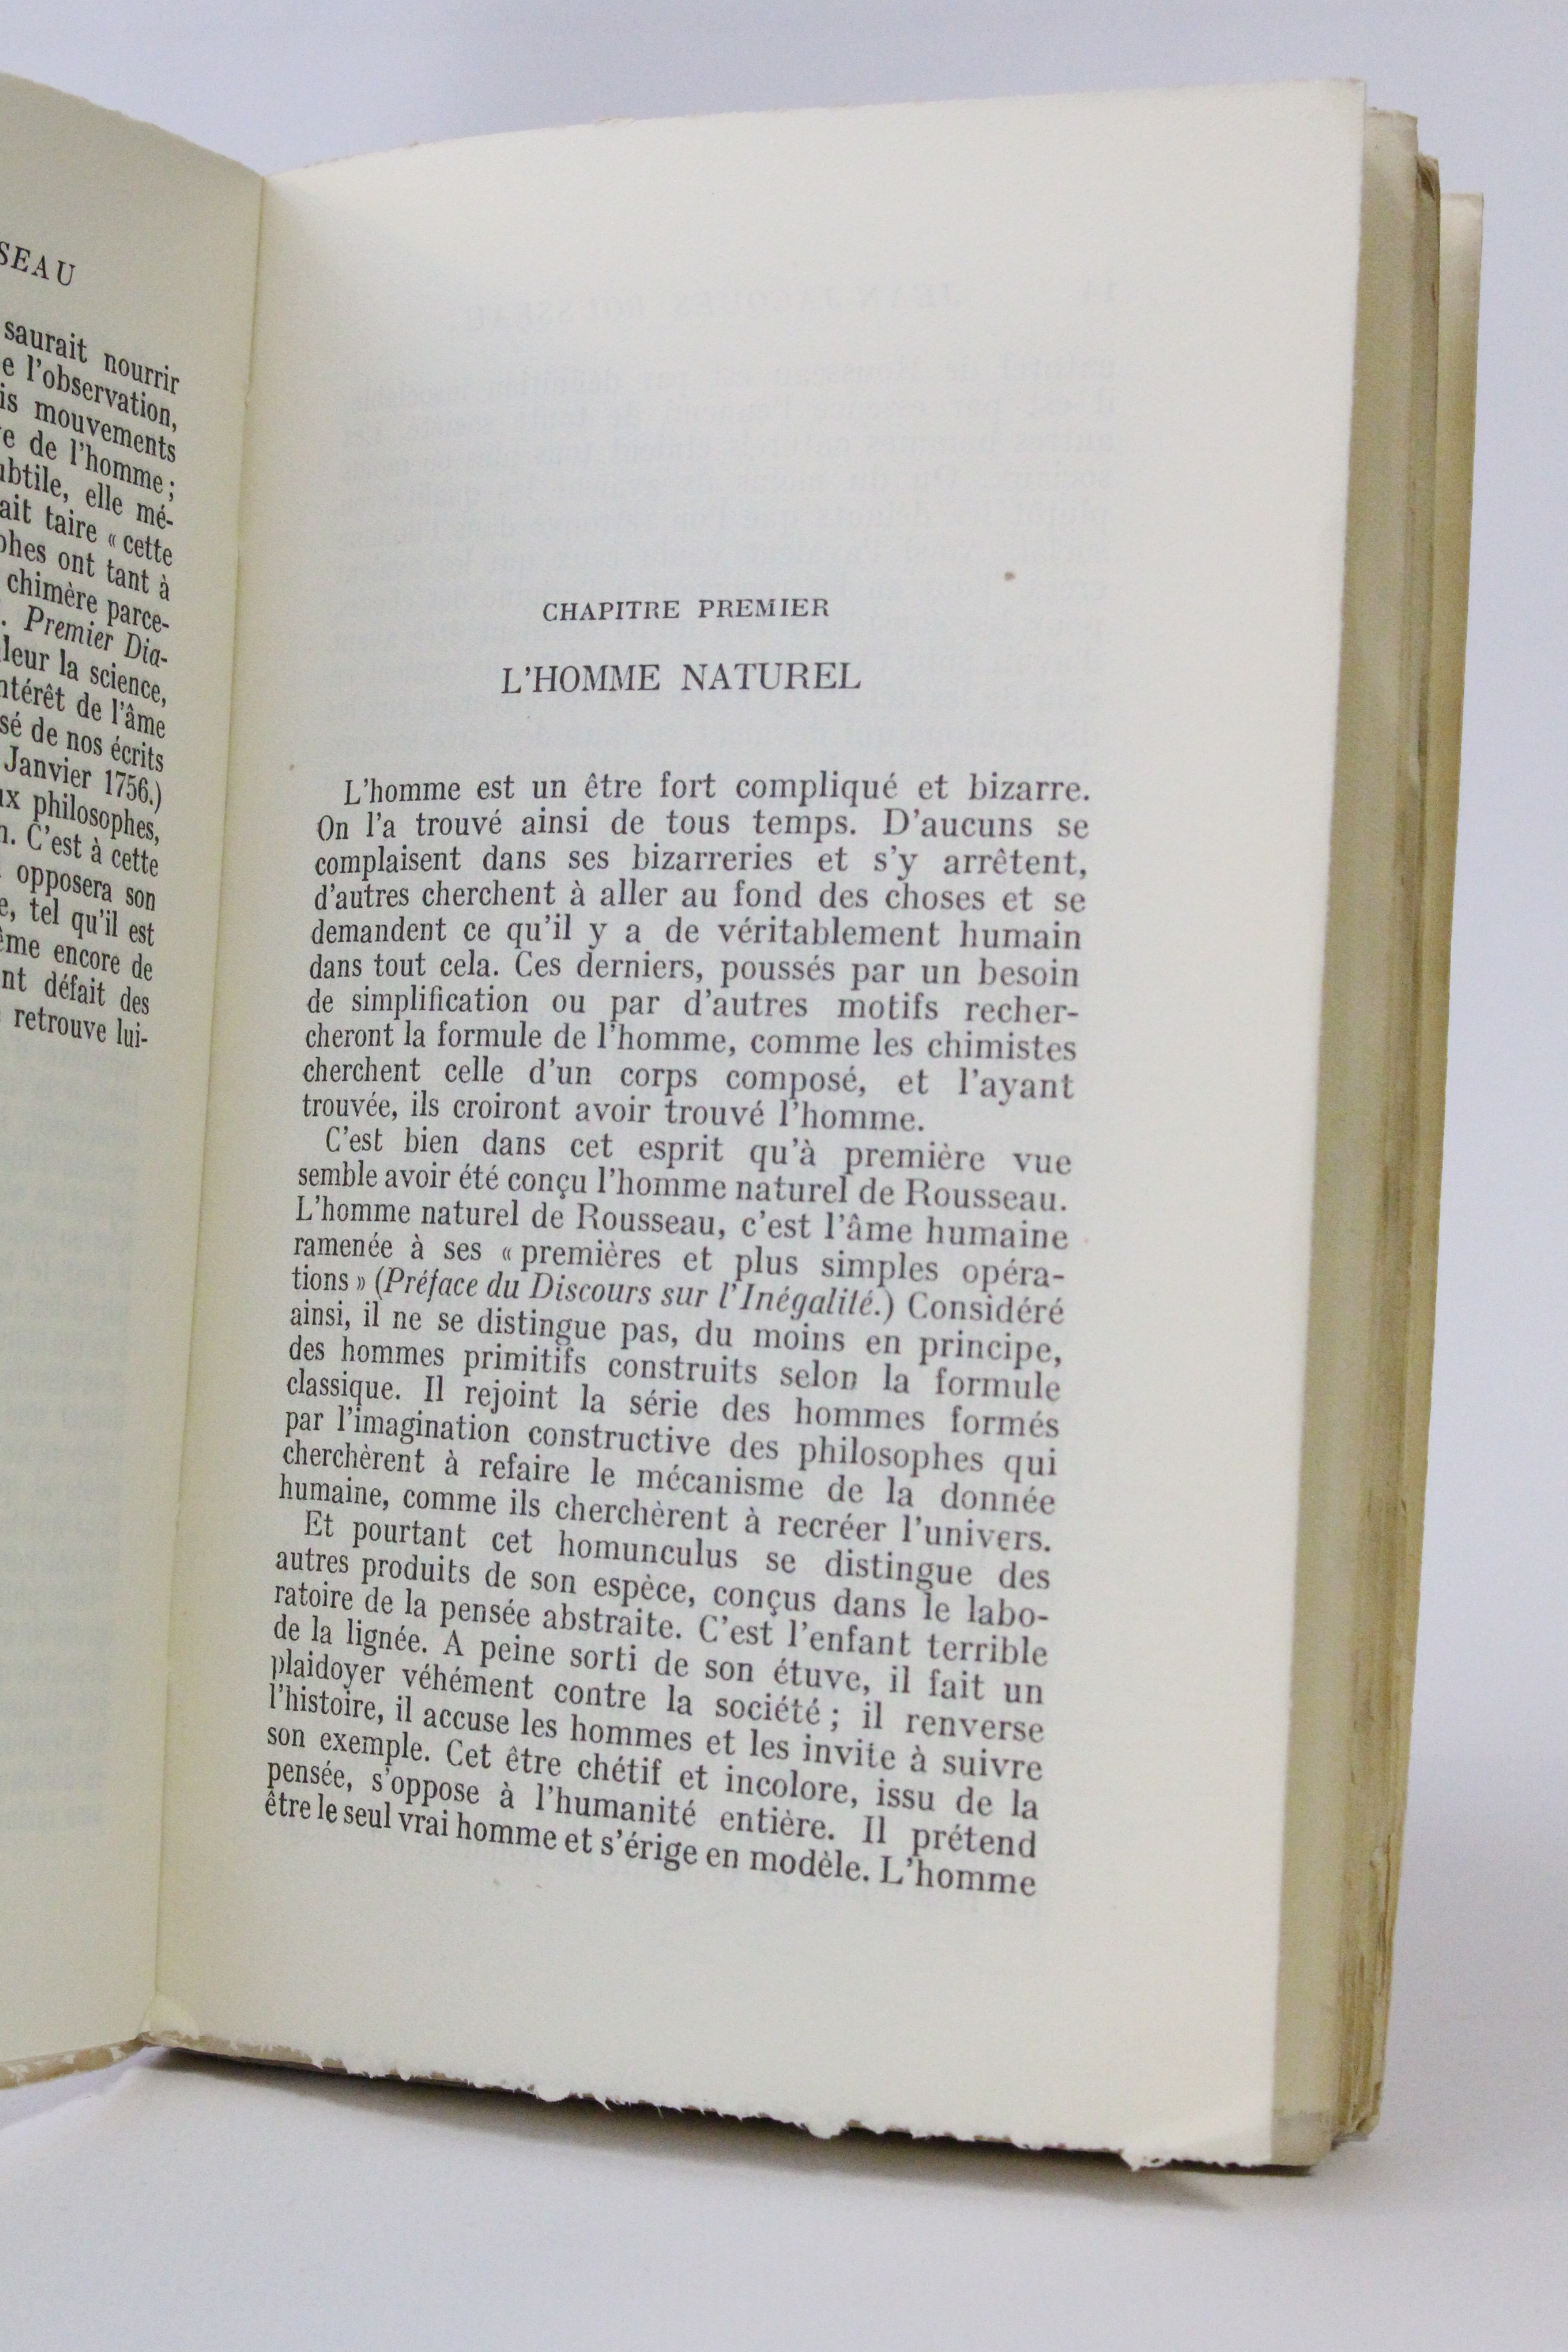 SEAU
saurait nourrir
e l'observation,
is mouvements
e de l'homme ;
ubtile, elle mé-
ait taire « cette
phes ont tant à
chimère parce-
. Premier Dia-
leur la science,
ntérêt de l'âme
sé de nos écrits
Janvier 1756.)
ux philosophes,
n. C'est à cette
opposera son
e, tel qu'il est
ême encore de
nt défait des
retrouve lui-
CHAPITRE PREMIER
L'HOMME NATUREL
L'homme est un être fort compliqué et bizarre.
On l'a trouvé ainsi de tous temps. D'aucuns se
complaisent dans ses bizarreries et s'y arrêtent,
d'autres cherchent à aller au fond des choses et se
demandent ce qu'il y a de véritablement humain
dans tout cela. Ces derniers, poussés par un besoin
de simplification ou par d'autres motifs recher-
cheront la formule de l'homme, comme les chimistes
cherchent celle d'un corps composé, et l'ayant
trouvée, ils croiront avoir trouvé l'homme.
C'est bien dans cet esprit qu'à première vue
semble avoir été conçu l'homme naturel de Rousseau.
L'homme naturel de Rousseau, c'est l'âme humaine
ramenée à ses « premières et plus simples opéra-
tions » (Préface du Discours sur l'Inégalité.) Considéré
ainsi, il ne se distingue pas, du moins en principe,
des hommes primitifs construits selon la formule
classique. Il rejoint la série des hommes formés
par l'imagination constructive des philosophes qui
cherchèrent à refaire le mécanisme de la donnée
humaine, comme ils cherchèrent à recréer l'univers.
Et pourtant cet homunculus se distingue des
autres produits de son espèce, conçus dans le labo-
ratoire de la pensée abstraite. C'est l'enfant terrible
de la lignée. A peine sorti de son étuve, il fait un
plaidoyer véhément contre la société ; il renverse
l'histoire, il accuse les hommes et les invite à suivre
son exemple. Cet être chétif et incolore, issu de la
pensée, s'oppose à l'humanité entière. Il prétend
être le seul vrai homme et s'érige en modèle. L'homme